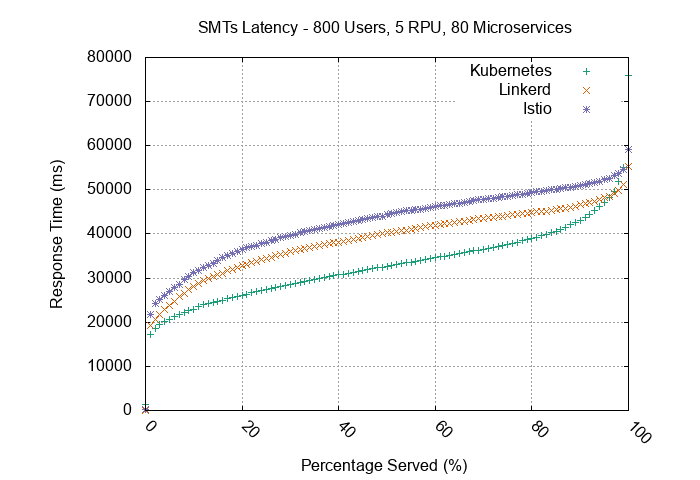 SMTs Latency - 800 Users, 5 RPU, 80 Microservices
80000
70000
60000
50000
40000
30000
20000
10000
0
Response Time (ms)
Kubernetes
Linkerd
Istio
0
20
40
60
80
100
Percentage Served (%)